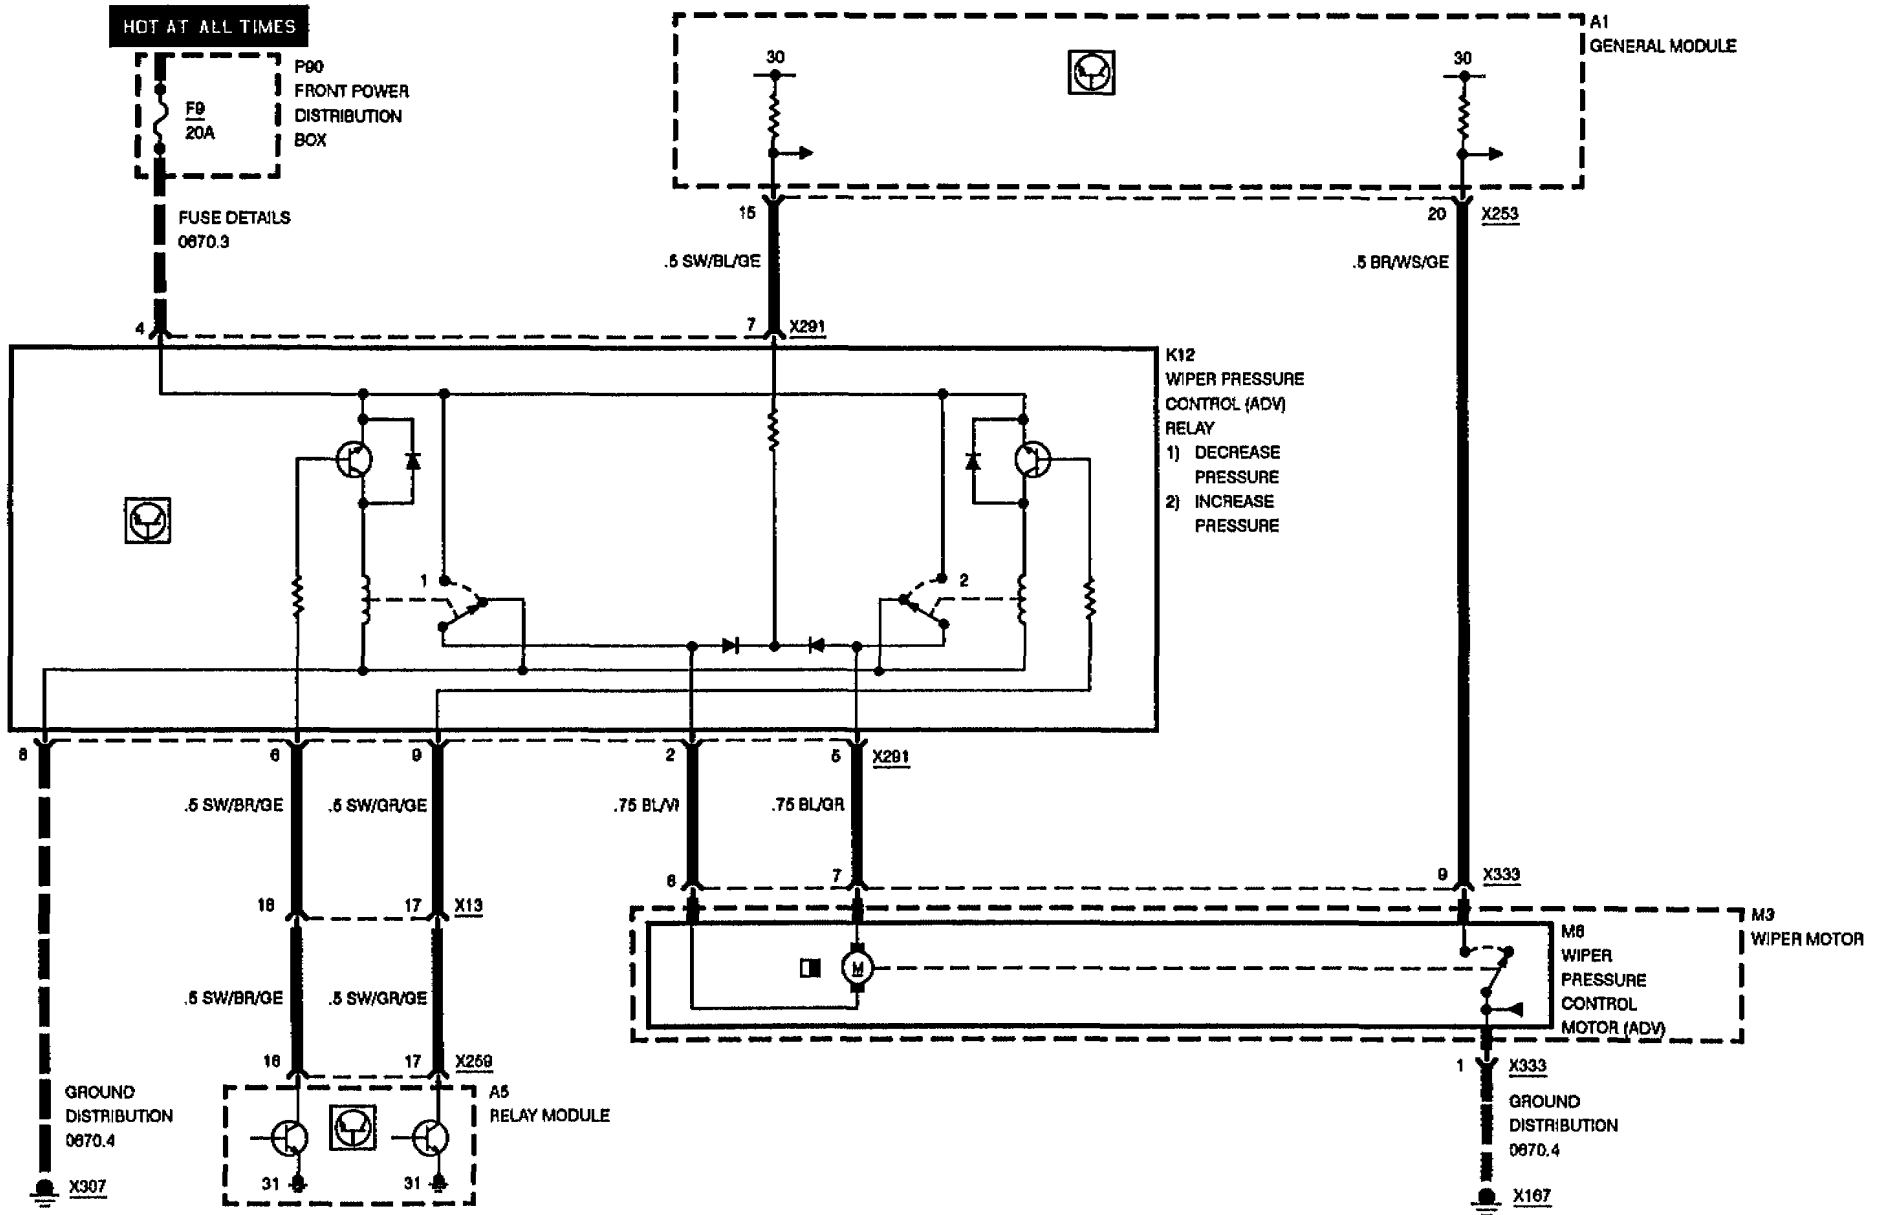 HOT AT ALL TIMES
P90
FRONT POWER
DISTRIBUTION
BOX
F9
20A
FUSE DETAILS
0670.3
A1
GENERAL MODULE
30
30
15
20
X253
.5 SW/BL/GE
.5 BR/WS/GE
4
7
X291
K12
WIPER PRESSURE
CONTROL (ADV)
RELAY
1) DECREASE
PRESSURE
2) INCREASE
PRESSURE
1
2
8
6
9
2
5
X291
.5 SW/BR/GE
.5 SW/GR/GE
.75 BL/VI
.75 BL/GR
6
7
9
X333
18
17
X13
M3
WIPER MOTOR
M6
WIPER
PRESSURE
CONTROL
MOTOR (ADV)
M
.5 SW/BR/GE
.5 SW/GR/GE
16
17
X259
1
X333
A5
RELAY MODULE
31
31
GROUND
DISTRIBUTION
0670.4
X307
GROUND
DISTRIBUTION
0670.4
X167